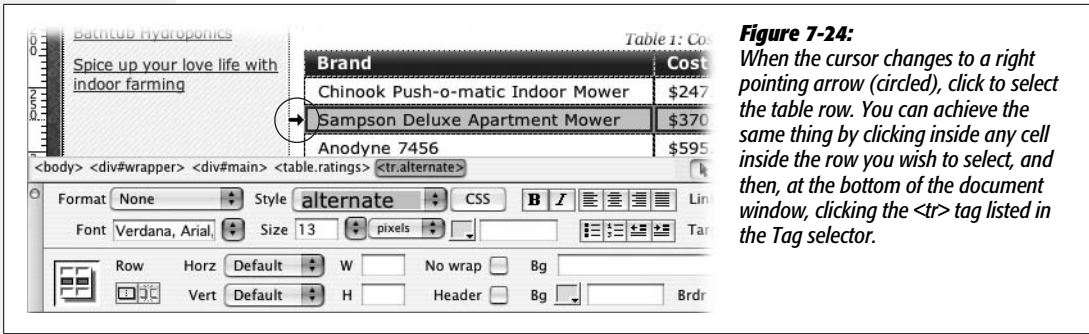 Bathtub Hydroponics
Spice up your love life with
indoor farming
Table 1: Cos
Brand Cost
Chinook Push-o-matic Indoor Mower $247
Sampson Deluxe Apartment Mower $370
Anodyne 7456 $595
<body> <div#wrapper> <div#main> <table.ratings> <tr.alternate>
Format None Style alternate CSS B I Lin
Font Verdana, Arial, Size 13 pixels Tar
Row Horz Default W No wrap Bg
Vert Default H Header Bg Brdr
Figure 7-24:
When the cursor changes to a right
pointing arrow (circled), click to select
the table row. You can achieve the
same thing by clicking inside any cell
inside the row you wish to select, and
then, at the bottom of the document
window, clicking the <tr> tag listed in
the Tag selector.